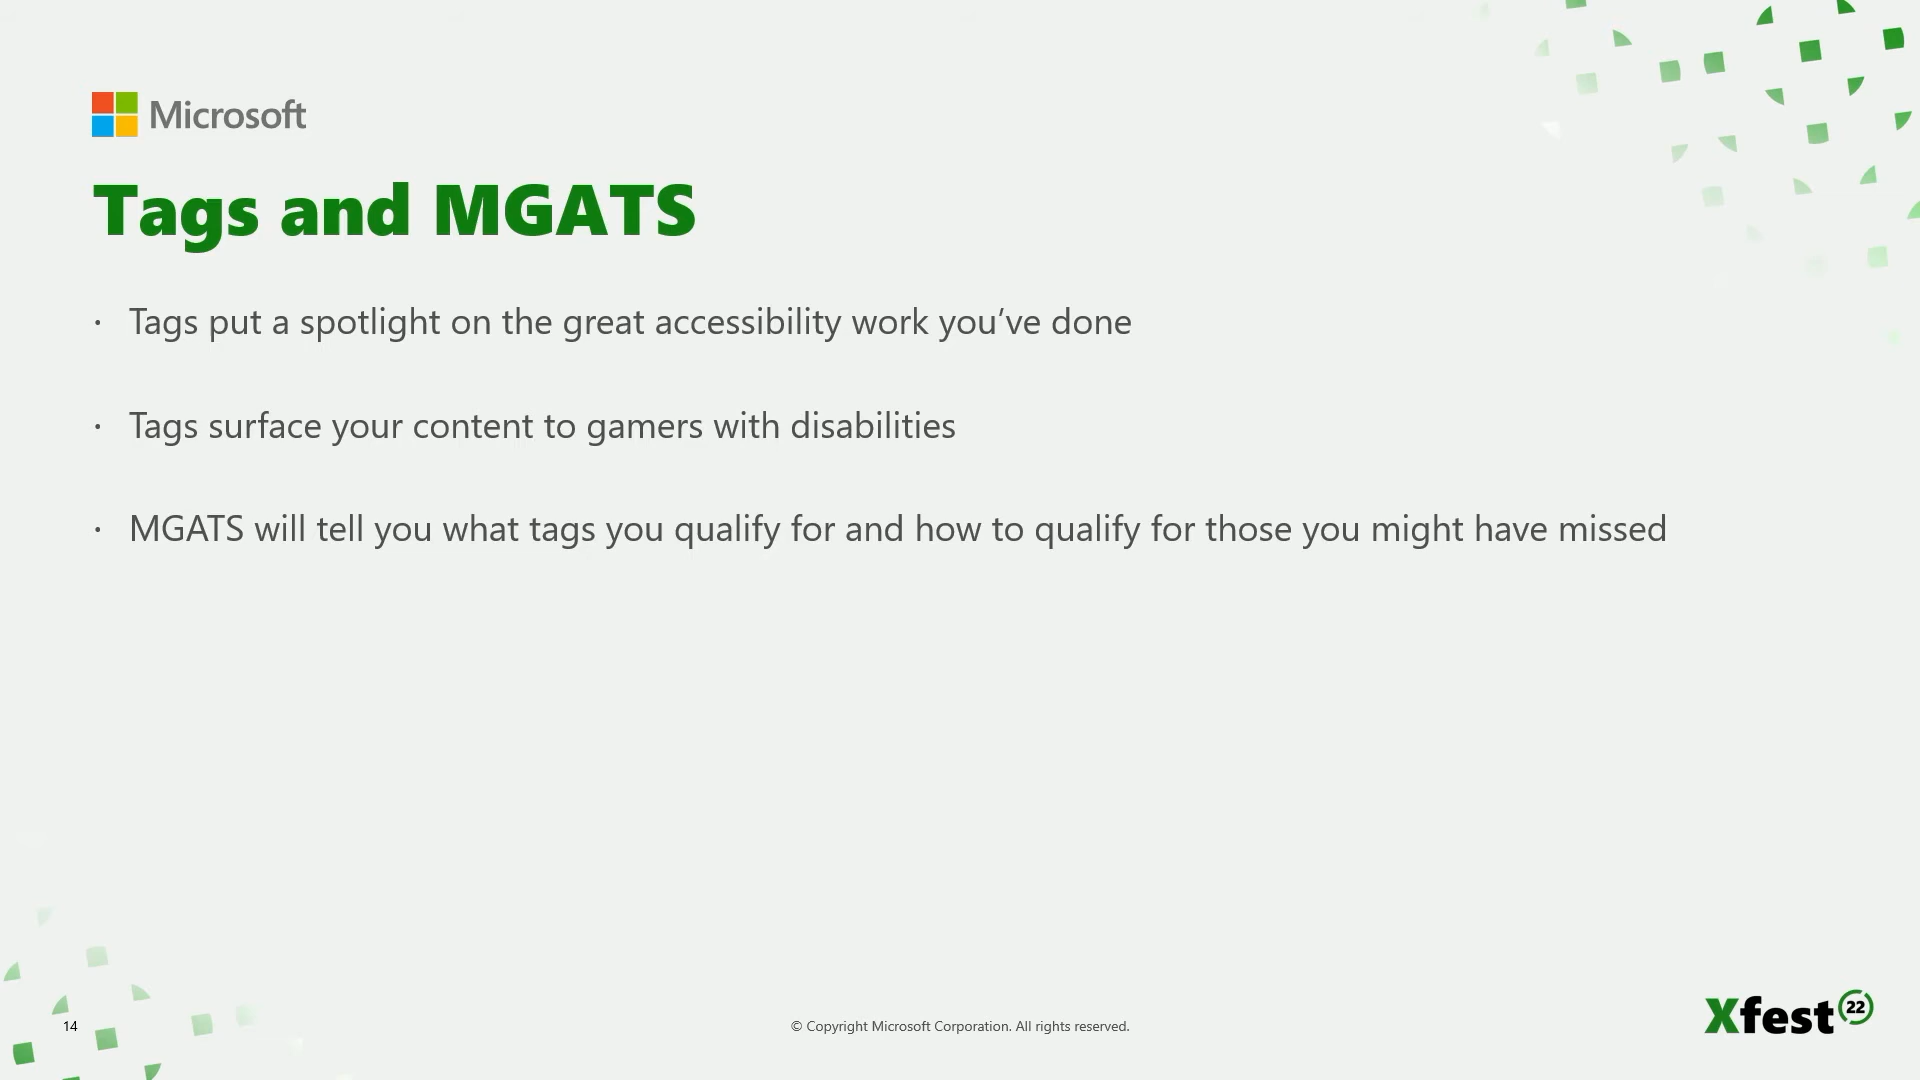 Microsoft
Tags and MGATS
· Tags put a spotlight on the great accessibility work you’ve done
· Tags surface your content to gamers with disabilities
· MGATS will tell you what tags you qualify for and how to qualify for those you might have missed
14
© Copyright Microsoft Corporation. All rights reserved.
Xfest 22